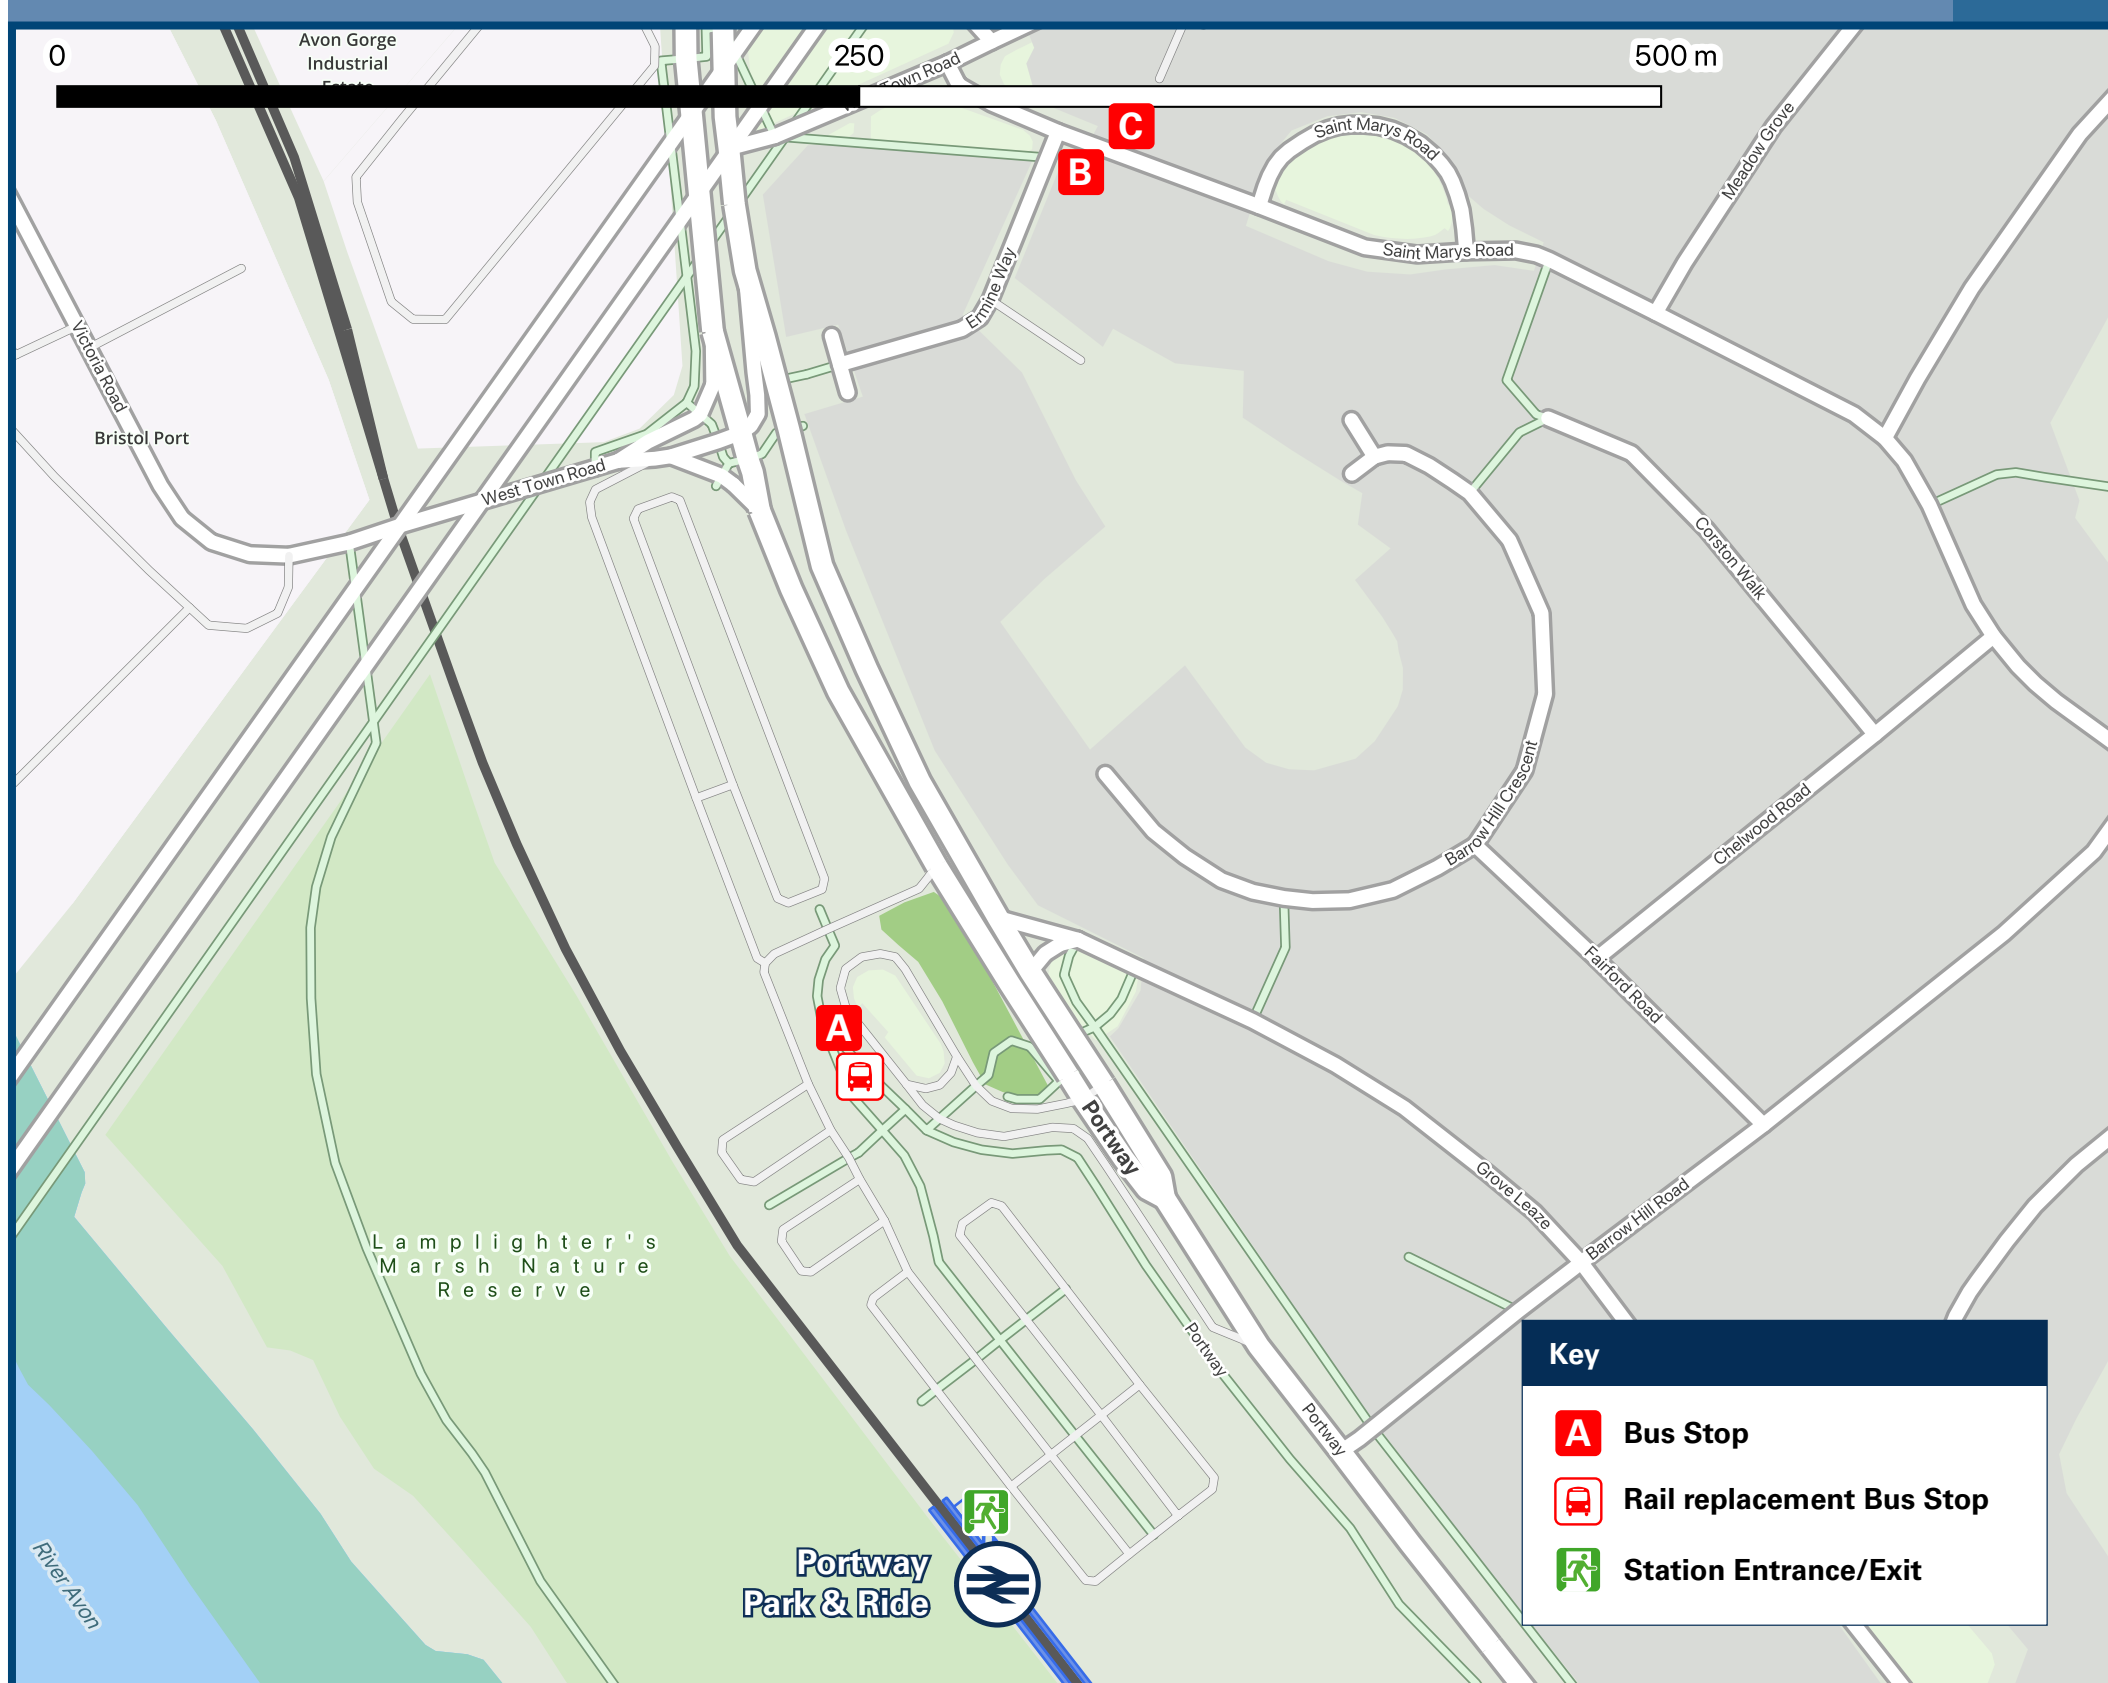 0
250
500 m
Avon Gorge
Industrial
Estate
Town Road
C
B
Saint Marys Road
Saint Marys Road
Meadow Grove
Ermine Way
Victoria Road
Bristol Port
West Town Road
Corston Walk
Barrow Hill Crescent
Chelwood Road
Fairford Road
A
Portway
Grove Leaze
Barrow Hill Road
Lamplighter's
Marsh Nature
Reserve
Portway
Portway
River Avon
Portway
Park & Ride
Key
A Bus Stop
Rail replacement Bus Stop
Station Entrance/Exit